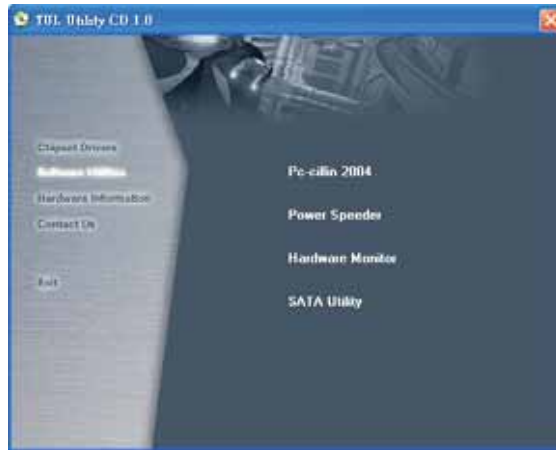 TUL Utility CD 1.0
Chipset Drivers
Software Utilities
Hardware Information
Contact Us
Exit
Pc-cillin 2004
Power Speeder
Hardware Monitor
SATA Utility